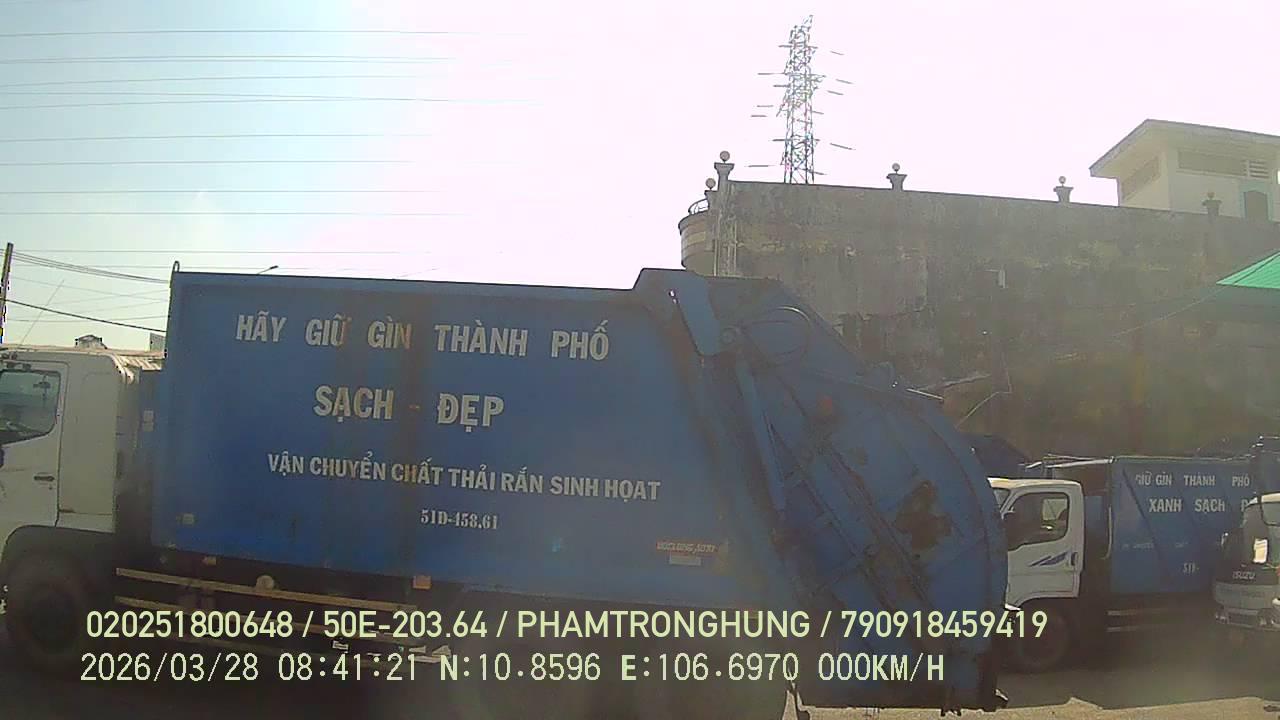 HÃY GIỮ GÌN THÀNH PHỐ
SẠCH - ĐẸP
VẬN CHUYỂN CHẤT THẢI RẮN SINH HOẠT
51D-458.61
GIỮ GÌN THÀNH PHỐ
XANH SẠCH
51D-
ISUZU
020251800648 / 50E-203.64 / PHAMTRONGHUNG / 790918459419
2026/03/28 08:41:21 N:10.8596 E:106.6970 000KM/H